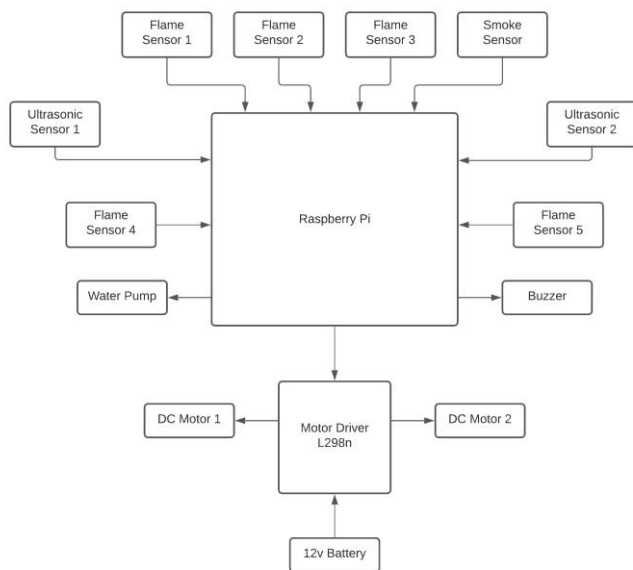 Flame
Sensor 1
Flame
Sensor 2
Flame
Sensor 3
Smoke
Sensor
Ultrasonic
Sensor 1
Ultrasonic
Sensor 2
Raspberry Pi
Flame
Sensor 4
Flame
Sensor 5
Water Pump
Buzzer
DC Motor 1
Motor Driver
L298n
DC Motor 2
12v Battery